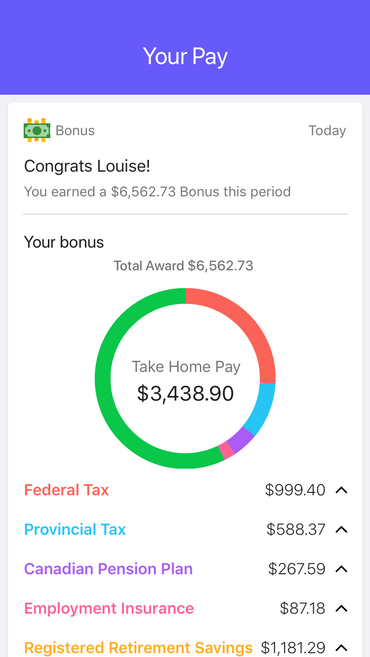 Your Pay
Bonus Today
Congrats Louise!
You earned a $6,562.73 Bonus this period
Your bonus
Total Award $6,562.73
Take Home Pay
$3,438.90
Federal Tax $999.40
Provincial Tax $588.37
Canadian Pension Plan $267.59
Employment Insurance $87.18
Registered Retirement Savings $1,181.29